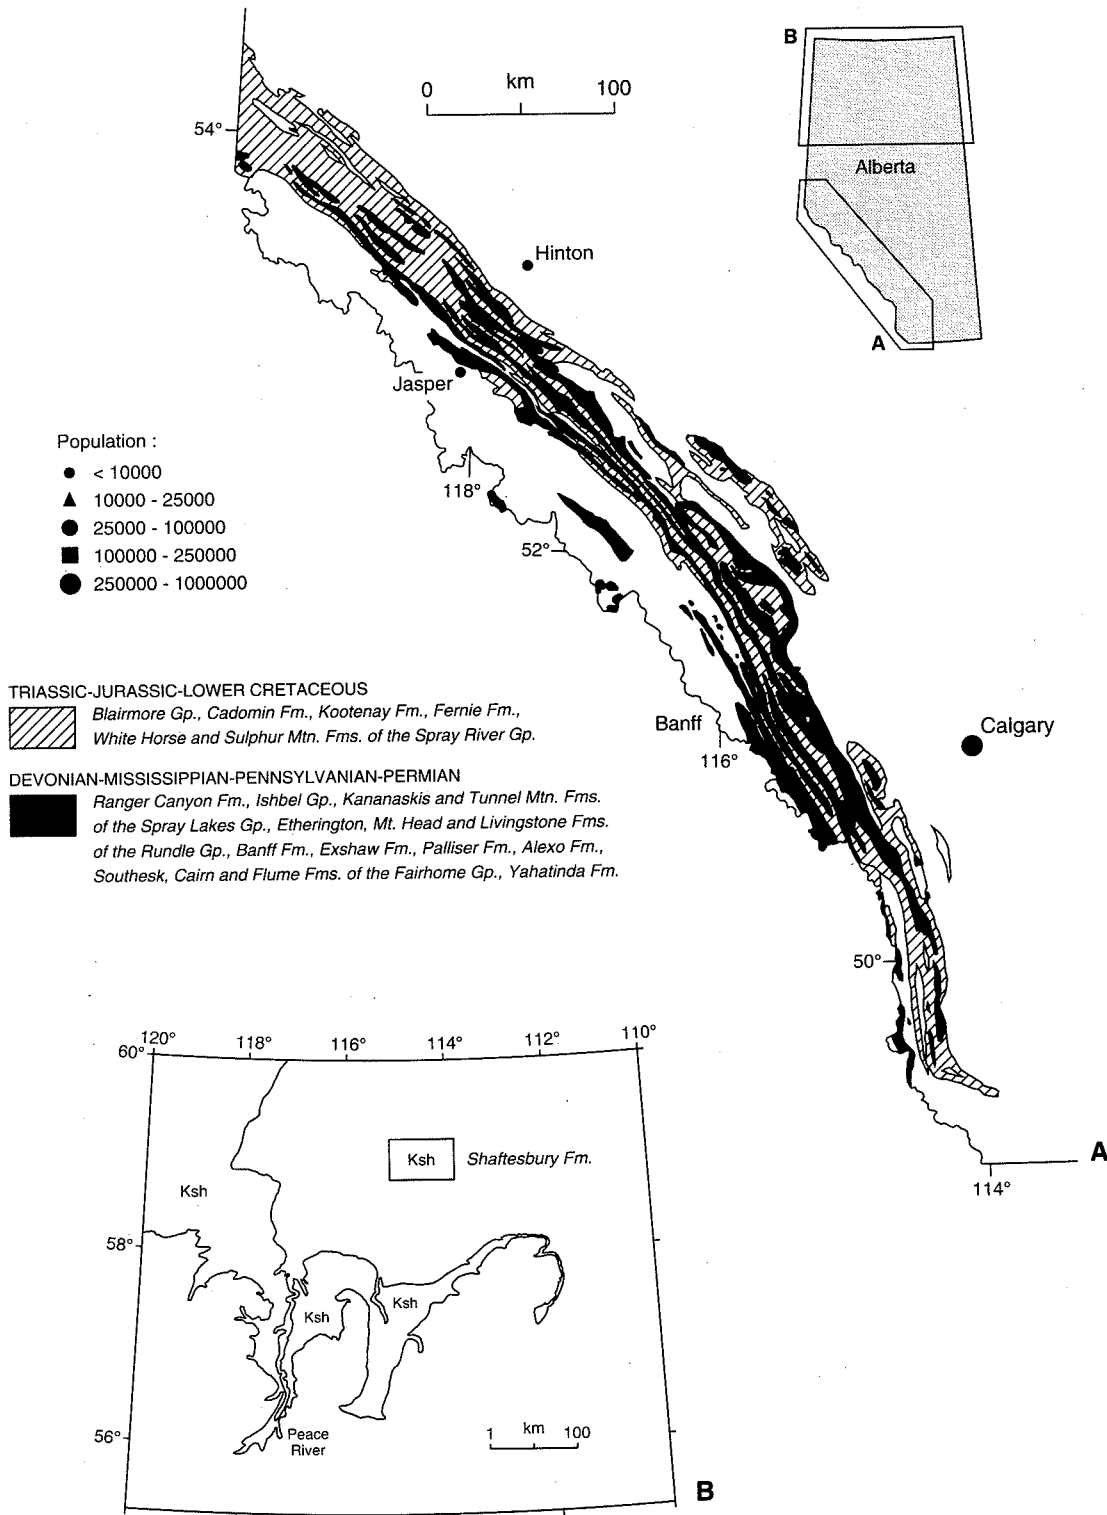 B
0 km 100
54°
Alberta
Hinton
A
Jasper
Population :
< 10000
10000 - 25000
25000 - 100000
100000 - 250000
250000 - 1000000
118°
52°
TRIASSIC-JURASSIC-LOWER CRETACEOUS
Blairmore Gp., Cadomin Fm., Kootenay Fm., Fernie Fm.,
White Horse and Sulphur Mtn. Fms. of the Spray River Gp.
Banff
116°
Calgary
DEVONIAN-MISSISSIPPIAN-PENNSYLVANIAN-PERMIAN
Ranger Canyon Fm., Ishbel Gp., Kananaskis and Tunnel Mtn. Fms.
of the Spray Lakes Gp., Etherington, Mt. Head and Livingstone Fms.
of the Rundle Gp., Banff Fm., Exshaw Fm., Palliser Fm., Alexo Fm.,
Southesk, Cairn and Flume Fms. of the Fairhome Gp., Yahatinda Fm.
50°
A
114°
120° 118° 116° 114° 112° 110°
60°
Ksh Shaftesbury Fm.
Ksh
58°
Ksh
Ksh
56°
Peace
River
1 km 100
B